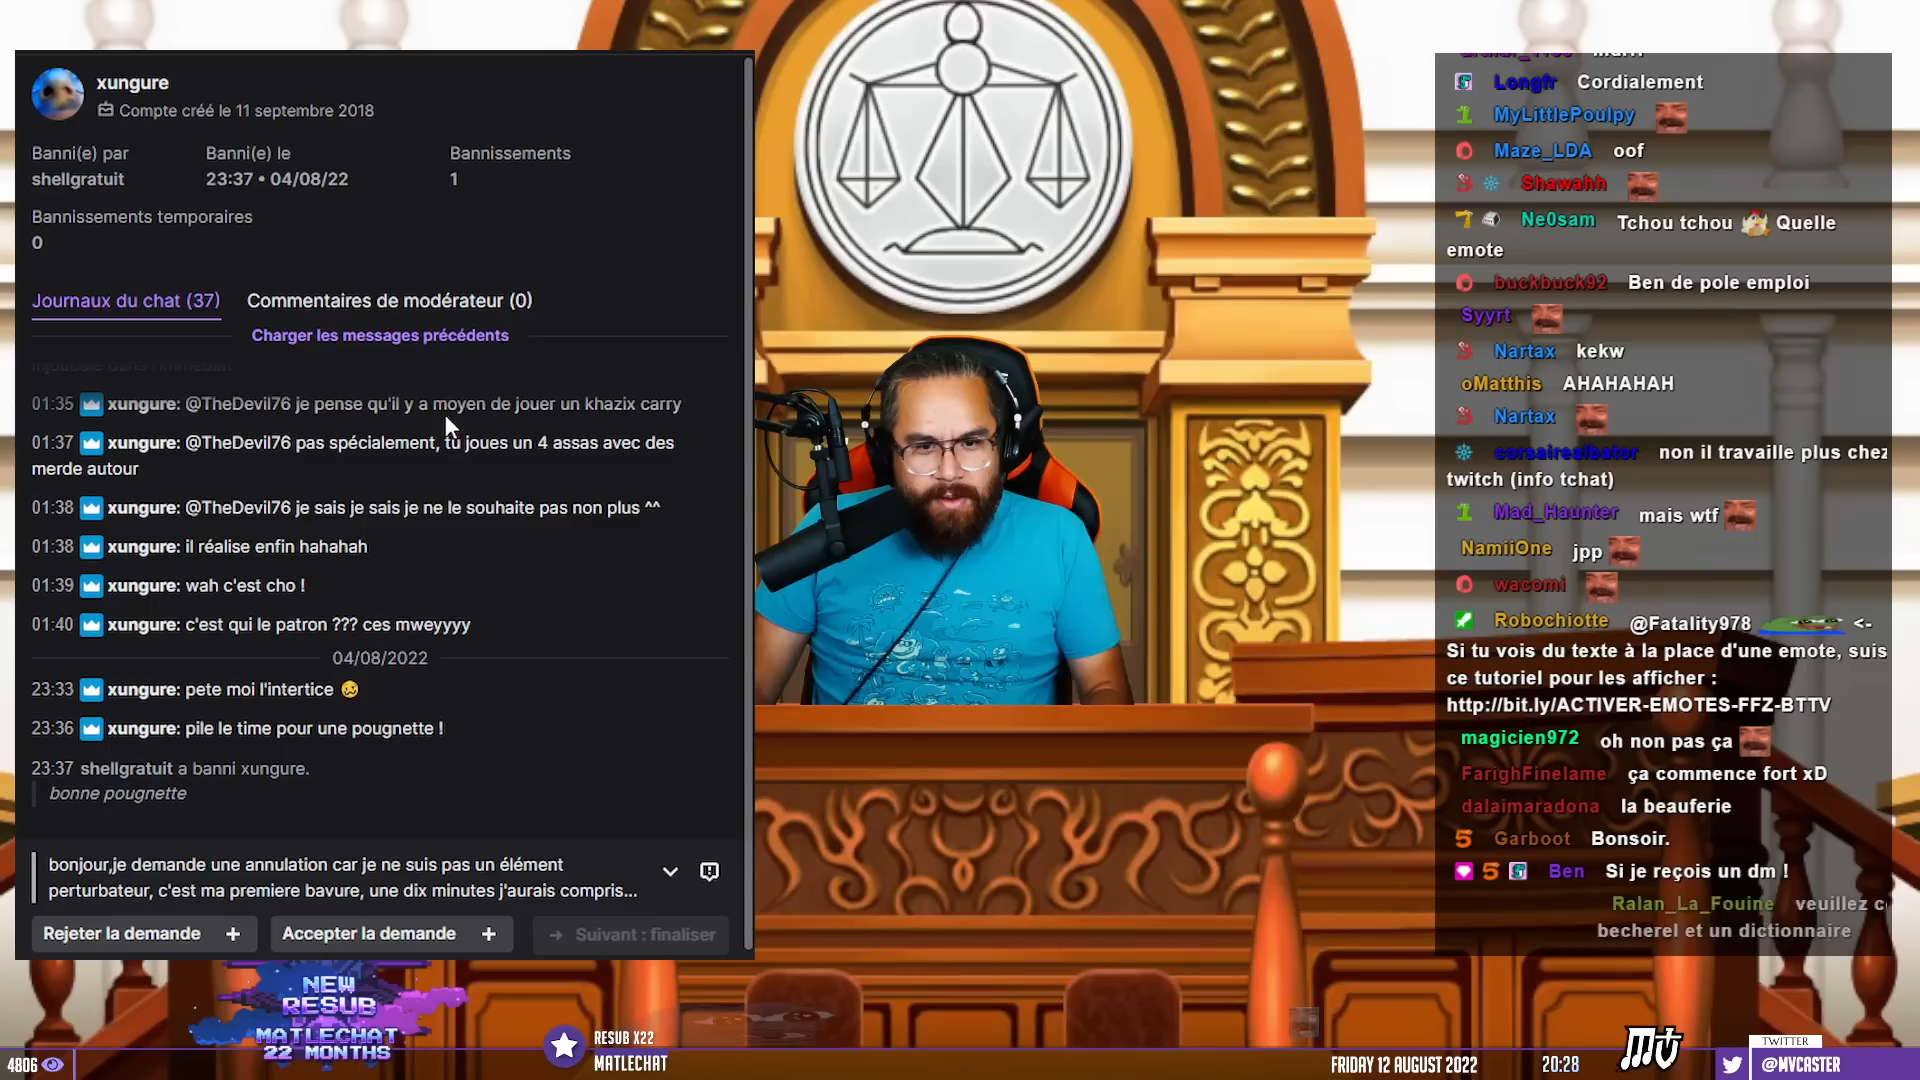 xungure
Compte créé le 11 septembre 2018
Banni(e) par
Banni(e) le
Bannissements
shellgratuit
23:37 • 04/08/22
1
Bannissements temporaires
0
Journaux du chat (37)
Commentaires de modérateur (0)
Charger les messages précédents
injouable dans l'immédiat
01:35 xungure: @TheDevil76 je pense qu'il y a moyen de jouer un khazix carry
01:37 xungure: @TheDevil76 pas spécialement, tu joues un 4 assas avec des
merde autour
01:38 xungure: @TheDevil76 je sais je sais je ne le souhaite pas non plus ^^
01:38 xungure: il réalise enfin hahahah
01:39 xungure: wah c'est cho !
01:40 xungure: c'est qui le patron ??? ces mweyyyy
04/08/2022
23:33 xungure: pete moi l'intertice 🥴
23:36 xungure: pile le time pour une pougnette !
23:37 shellgratuit a banni xungure.
bonne pougnette
bonjour,je demande une annulation car je ne suis pas un élément
perturbateur, c'est ma premiere bavure, une dix minutes j'aurais compris...
Rejeter la demande +
Accepter la demande +
→ Suivant : finaliser
Longfr Cordialement
MyLittlePoulpy
Maze_LDA oof
Shawahh
Ne0sam Tchou tchou Quelle
emote
buckbuck92 Ben de pole emploi
Syyrt
Nartax kekw
oMatthis AHAHAHAH
Nartax
corsairealbator non il travaille plus chez
twitch (info tchat)
Mad_Haunter mais wtf
NamiiOne jpp
wacomi
Robochiotte @Fatality978 <-
Si tu vois du texte à la place d'une emote, suis
ce tutoriel pour les afficher :
http://bit.ly/ACTIVER-EMOTES-FFZ-BTTV
magicien972 oh non pas ça
FarighFinelame ça commence fort xD
dalaimaradona la beauferie
5 Garboot Bonsoir.
5 Ben Si je reçois un dm !
Ralan_La_Fouine veuillez
becherel et un dictionnaire
NEW
RESUB
MATLECHAT
22 MONTHS
RESUB X22
MATLECHAT
4806
FRIDAY 12 AUGUST 2022
20:28
MV
TWITTER
@MVCASTER